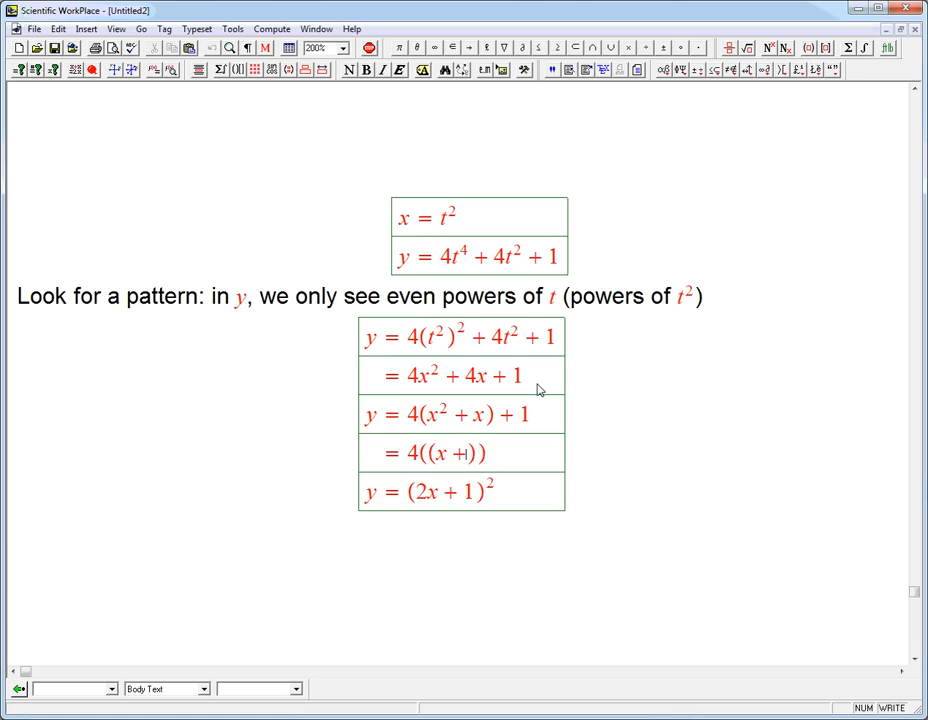 Scientific WorkPlace - [Untitled2]
File Edit Insert View Go Tag Typeset Tools Compute Window Help
200%
N B I E
x = t²
y = 4t⁴ + 4t² + 1
Look for a pattern: in y, we only see even powers of t (powers of t²)
y = 4(t²)² + 4t² + 1
= 4x² + 4x + 1
y = 4(x² + x) + 1
= 4((x +))
y = (2x + 1)²
Body Text
NUM WRITE